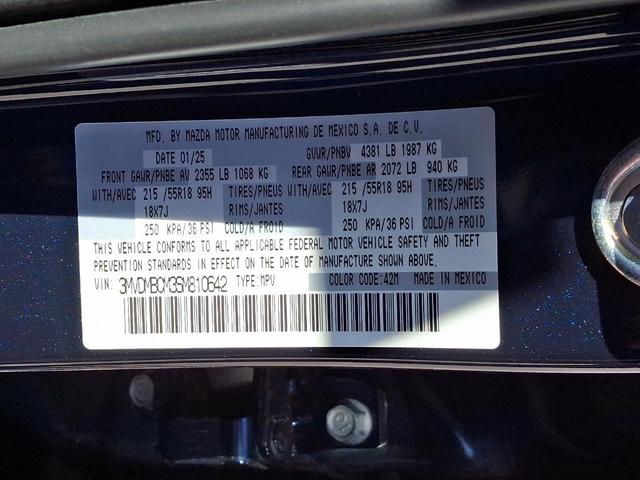 MFD. BY MAZDA MOTOR MANUFACTURING DE MEXICO S.A. DE C.V.
DATE 01/25 GVWR/PNBV 4381 LB 1987 KG
FRONT GAWR/PNBE AV 2355 LB 1068 KG REAR GAWR/PNBE AR 2072 LB 940 KG
WITH/AVEC 215 /55R18 95H TIRES/PNEUS WITH/AVEC 215 /55R18 95H TIRES/PNEUS
18X7J RIMS/JANTES 18X7J RIMS/JANTES
250 KPA/36 PSI COLD/A FROID 250 KPA/36 PSI COLD/A FROID
THIS VEHICLE CONFORMS TO ALL APPLICABLE FEDERAL MOTOR VEHICLE SAFETY AND THEFT
PREVENTION STANDARDS IN EFFECT ON THE DATE OF MANUFACTURE SHOWN ABOVE.
VIN: 3MVDMBCM3SM810642 TYPE:MPV COLOR CODE:42M MADE IN MEXICO